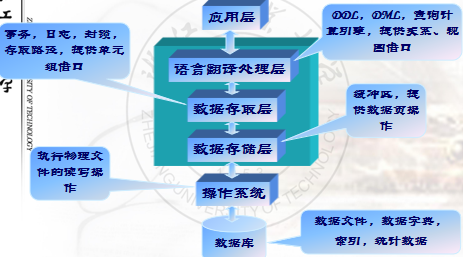 应用层
DDL, DML, 查询计
算引擎, 提供关系、视
图借口
事务, 日志, 封锁,
存取路径, 提供单元
组借口
语言翻译处理层
数据存取层
缓冲区, 提
供数据页操
作
数据存储层
执行物理文
件的读写操
作
操作系统
数据库
数据文件, 数据字典,
索引, 统计数据
SITY OF TECHNOLOGY